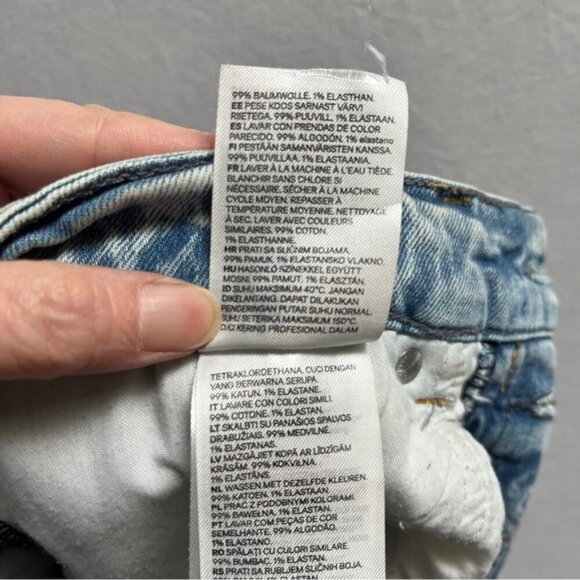 99% BAUMWOLLE. 1% ELASTHAN.
EE PESE KOOS SARNAST VÄRVI
RIIETEGA. 99% PUUVILL, 1% ELASTAAN.
ES LAVAR CON PRENDAS DE COLOR
PARECIDO. 99% ALGODÓN. 1% elastano
FI PESTÄÄN SAMANVÄRISTEN KANSSA.
99% PUUVILLAA. 1% ELASTAANIA.
FR LAVER À LA MACHINE À L'EAU TIÈDE.
BLANCHIR SANS CHLORE SI
NÉCESSAIRE. SÉCHER À LA MACHINE
CYCLE MOYEN. REPASSER À
TEMPÉRATURE MOYENNE. NETTOYAGE
À SEC. LAVER AVEC COULEURS
SIMILAIRES. 99% COTON.
1% ELASTHANNE.
HR PRATI SA SLIČNIM BOJAMA.
99% PAMUK. 1% ELASTANSKO VLAKNO.
HU HASONLÓ SZINEKKEL EGYÜTT
MOSNI. 99% PAMUT, 1% ELASZTÁN.
ID SUHU MAKSIMUM 40°C. JANGAN
DIKELANTANG. DAPAT DILAKUKAN
PENGERINGAN PUTAR SUHU NORMAL.
SUHU SETERIKA MAKSIMUM 150°C.
CUCI KERING PROFESIONAL DALAM
TETRAKLORDETHANA. CUCI DENGAN
YANG BERWARNA SERUPA.
99% KATUN. 1% ELASTANE.
IT LAVARE CON COLORI SIMILI.
99% COTONE. 1% ELASTAN.
LT SKALBTI SU PANAŠIOS SPALVOS
DRABUŽIAIS. 99% MEDVILNĖ.
1% ELASTANAS.
LV MAZGĀJIET KOPĀ AR LĪDZĪGĀM
KRĀSĀM. 99% KOKVILNA.
1% ELASTĀNS
NL WASSEN MET DEZELFDE KLEUREN.
99% KATOEN. 1% ELASTAAN
PL PRAĆ Z PODOBNYMI KOLORAMI.
99% BAWEŁNA. 1% ELASTAN
PT LAVAR COM PEÇAS DE COR
SEMELHANTE. 99% ALGODÃO.
1% ELASTANO
RO SPĂLAŢI CU CULORI SIMILARE.
99% BUMBAC. 1% ELASTAN
RS PRATI SA RUBLJEM SLIČNIH BOJA.